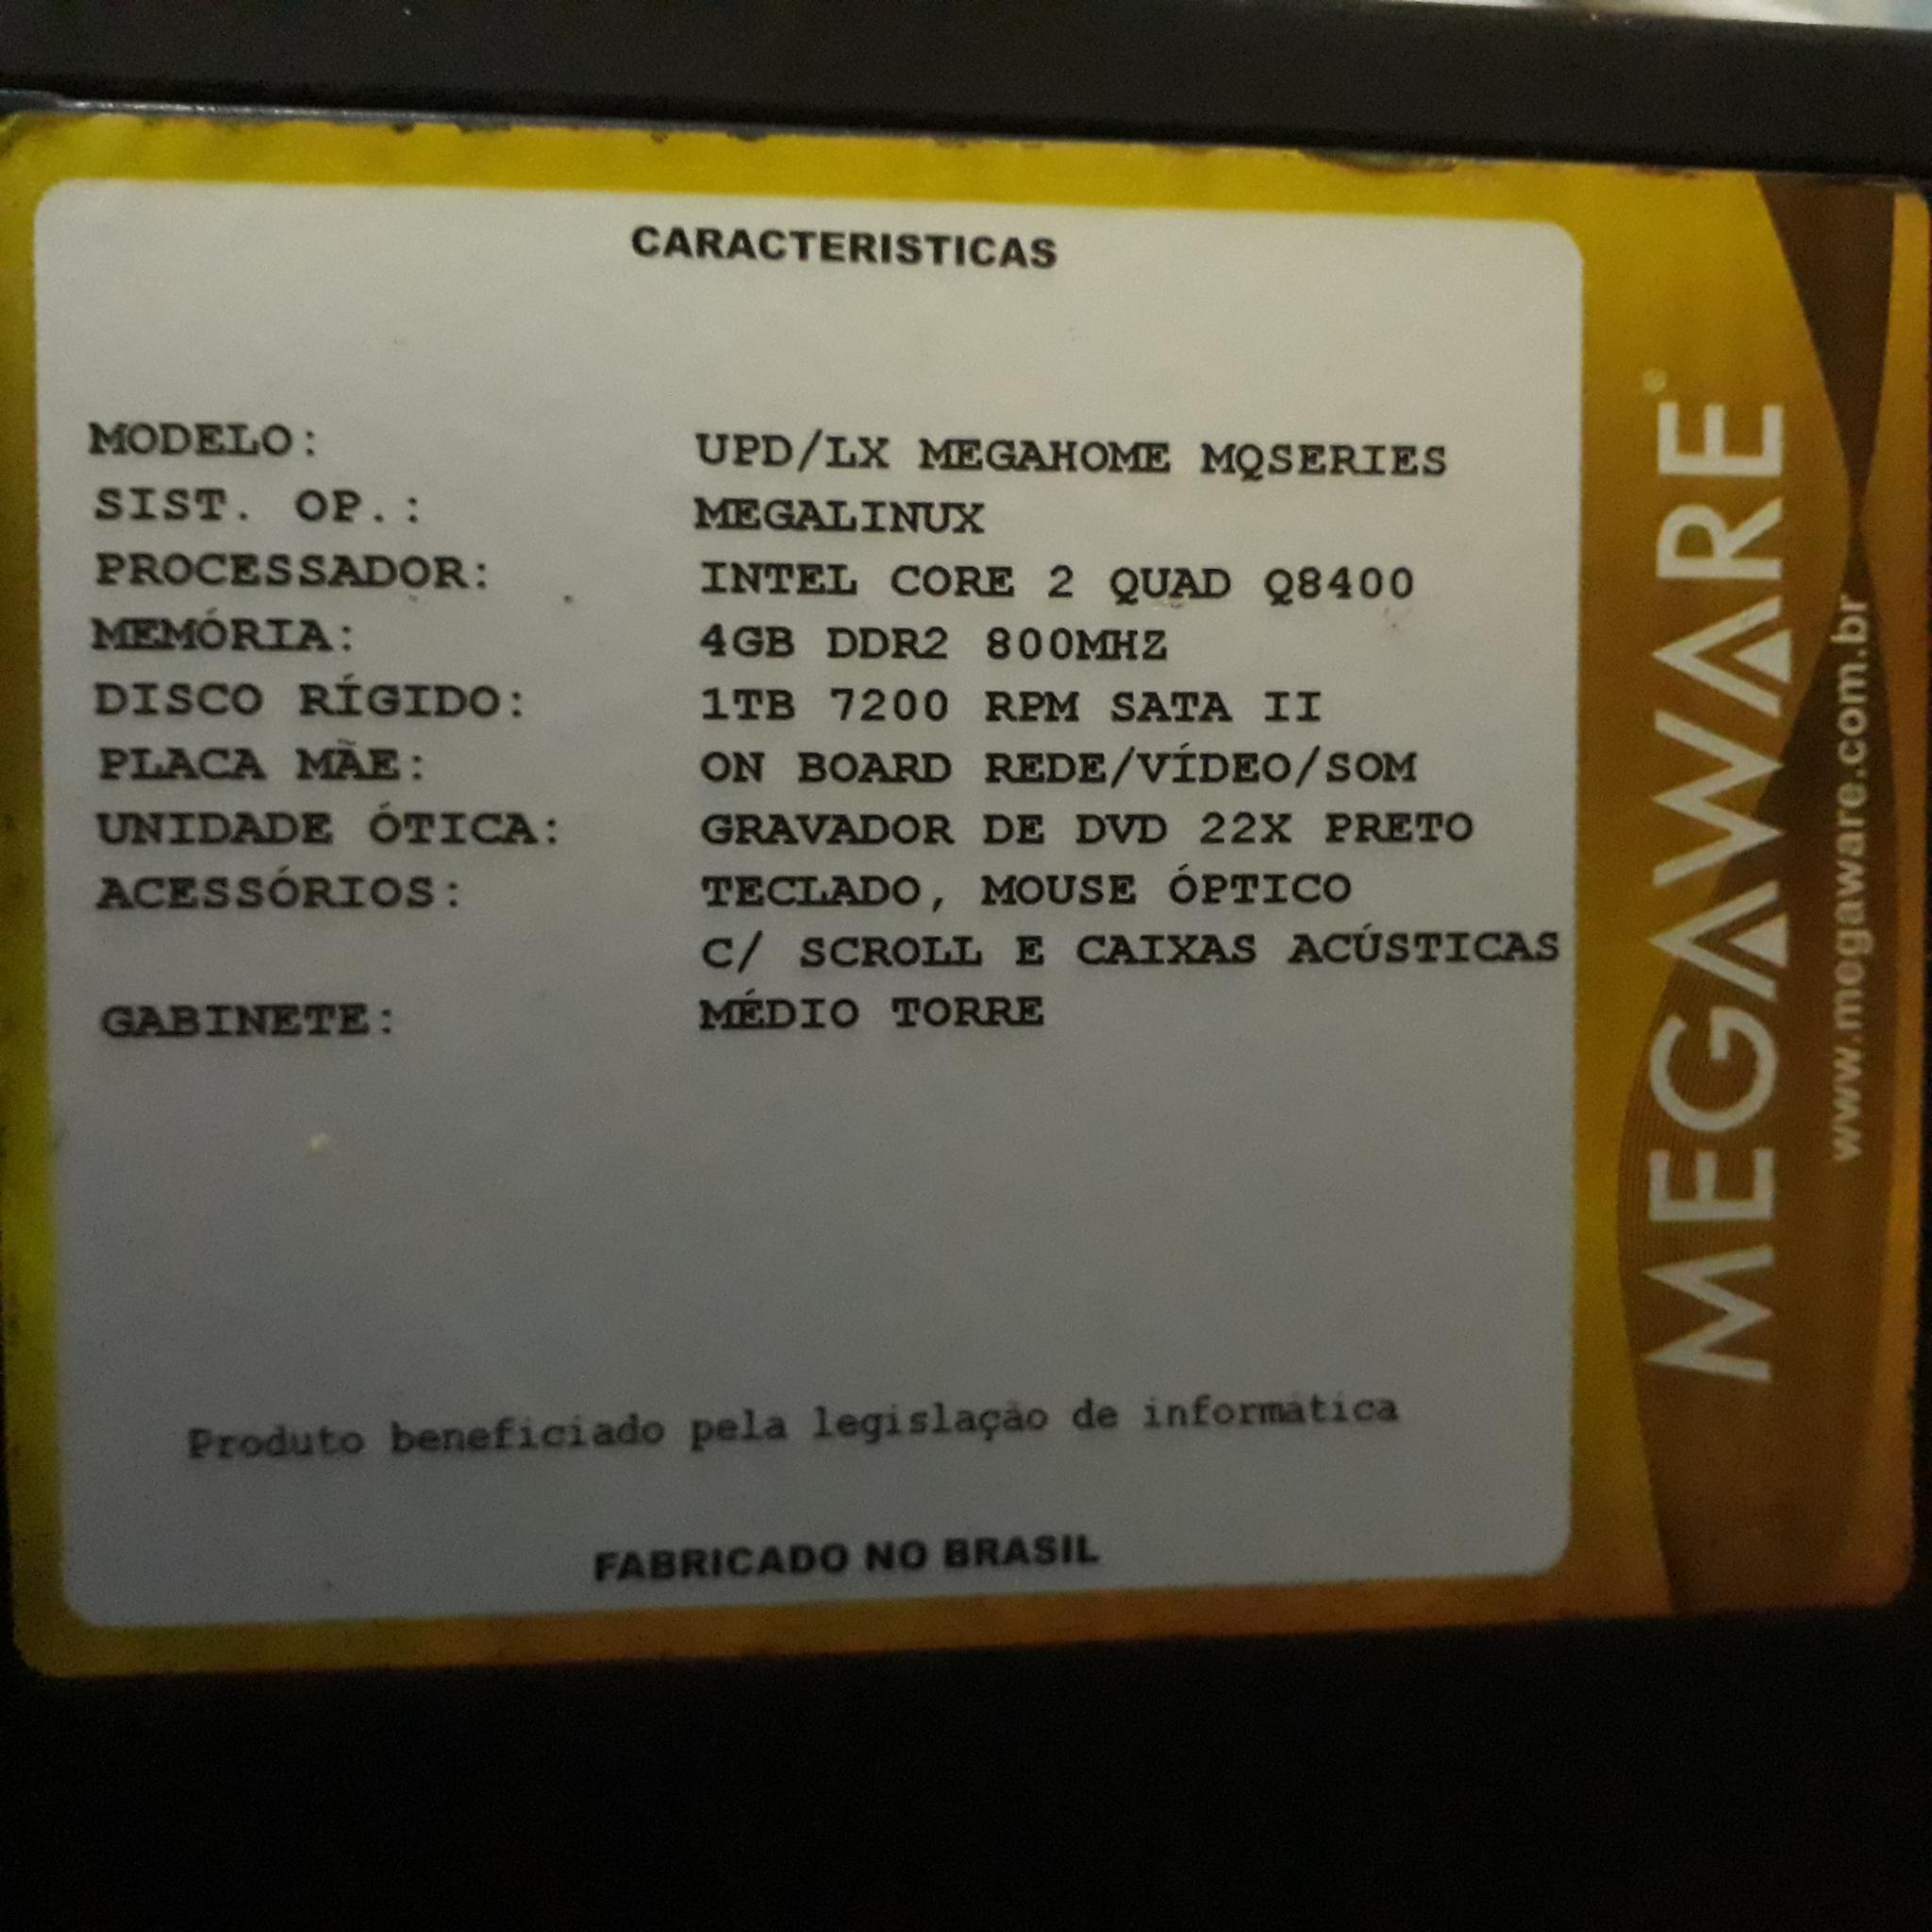 CARACTERISTICAS
MODELO: UPD/LX MEGAHOME MQSERIES
SIST. OP.: MEGALINUX
PROCESSADOR: INTEL CORE 2 QUAD Q8400
MEMÓRIA: 4GB DDR2 800MHZ
DISCO RÍGIDO: 1TB 7200 RPM SATA II
PLACA MÃE: ON BOARD REDE/VÍDEO/SOM
UNIDADE ÓTICA: GRAVADOR DE DVD 22X PRETO
ACESSÓRIOS: TECLADO, MOUSE ÓPTICO
C/ SCROLL E CAIXAS ACÚSTICAS
GABINETE: MÉDIO TORRE
Produto beneficiado pela legislação de informática
FABRICADO NO BRASIL
MEGAWARE
www.megaware.com.br